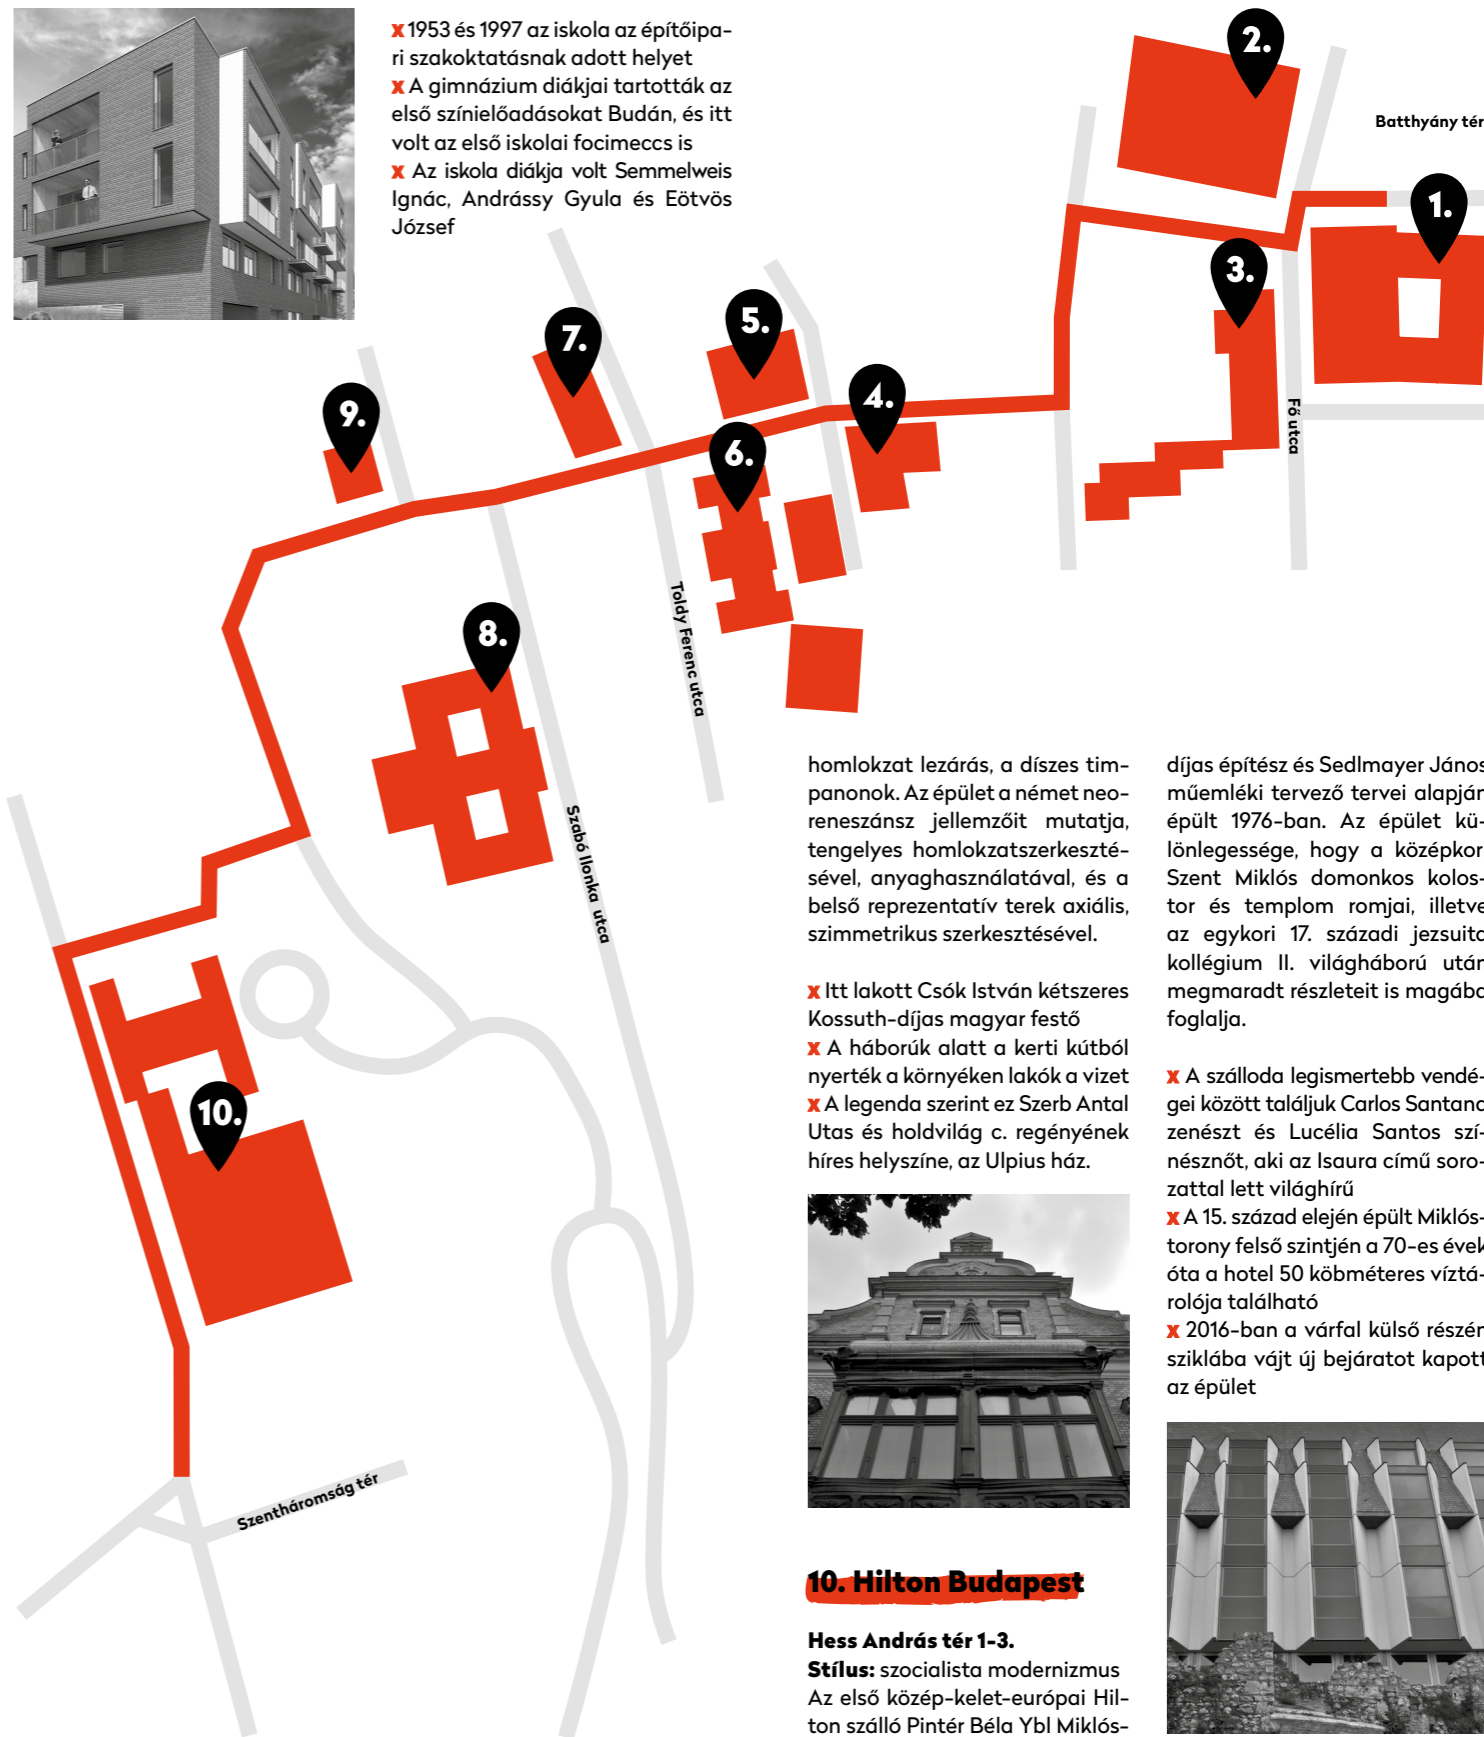 1953 és 1997 az iskola az építőipa-
ri szakoktatásnak adott helyet
A gimnázium diákjai tartották az
első színielőadásokat Budán, és itt
volt az első iskolai focimeccs is
Az iskola diákja volt Semmelweis
Ignác, Andrássy Gyula és Eötvös
József
2.
Batthyány tér
1.
3.
7.
5.
4.
9.
6.
Fő utca
8.
Toldy Ferenc utca
Szabó Ilonka utca
10.
Szentháromság tér
homlokzat lezárás, a díszes tim-
panonok. Az épület a német neo-
reneszánsz jellemzőit mutatja,
tengelyes homlokzatszerkeszté-
sével, anyaghasználatával, és a
belső reprezentatív terek axiális,
szimmetrikus szerkesztésével.
Itt lakott Csók István kétszeres
Kossuth-díjas magyar festő
A háborúk alatt a kerti kútból
nyerték a környéken lakók a vizet
A legenda szerint ez Szerb Antal
Utas és holdvilág c. regényének
híres helyszíne, az Ulpius ház.
10. Hilton Budapest
Hess András tér 1-3.
Stílus: szocialista modernizmus
Az első közép-kelet-európai Hil-
ton szálló Pintér Béla Ybl Miklós-
díjas építész és Sedlmayer János
műemléki tervező tervei alapján
épült 1976-ban. Az épület kü-
lönlegessége, hogy a középkori
Szent Miklós domonkos kolos-
tor és templom romjai, illetve
az egykori 17. századi jezsuita
kollégium II. világháború után
megmaradt részleteit is magába
foglalja.
A szálloda legismertebb vendé-
gei között találjuk Carlos Santana
zenészt és Lucélia Santos szí-
nésznőt, aki az Isaura című soro-
zattal lett világhírű
A 15. század elején épült Miklós-
torony felső szintjén a 70-es évek
óta a hotel 50 köbméteres víztá-
rolója található
2016-ban a várfal külső részén
sziklába vájt új bejáratot kapott
az épület